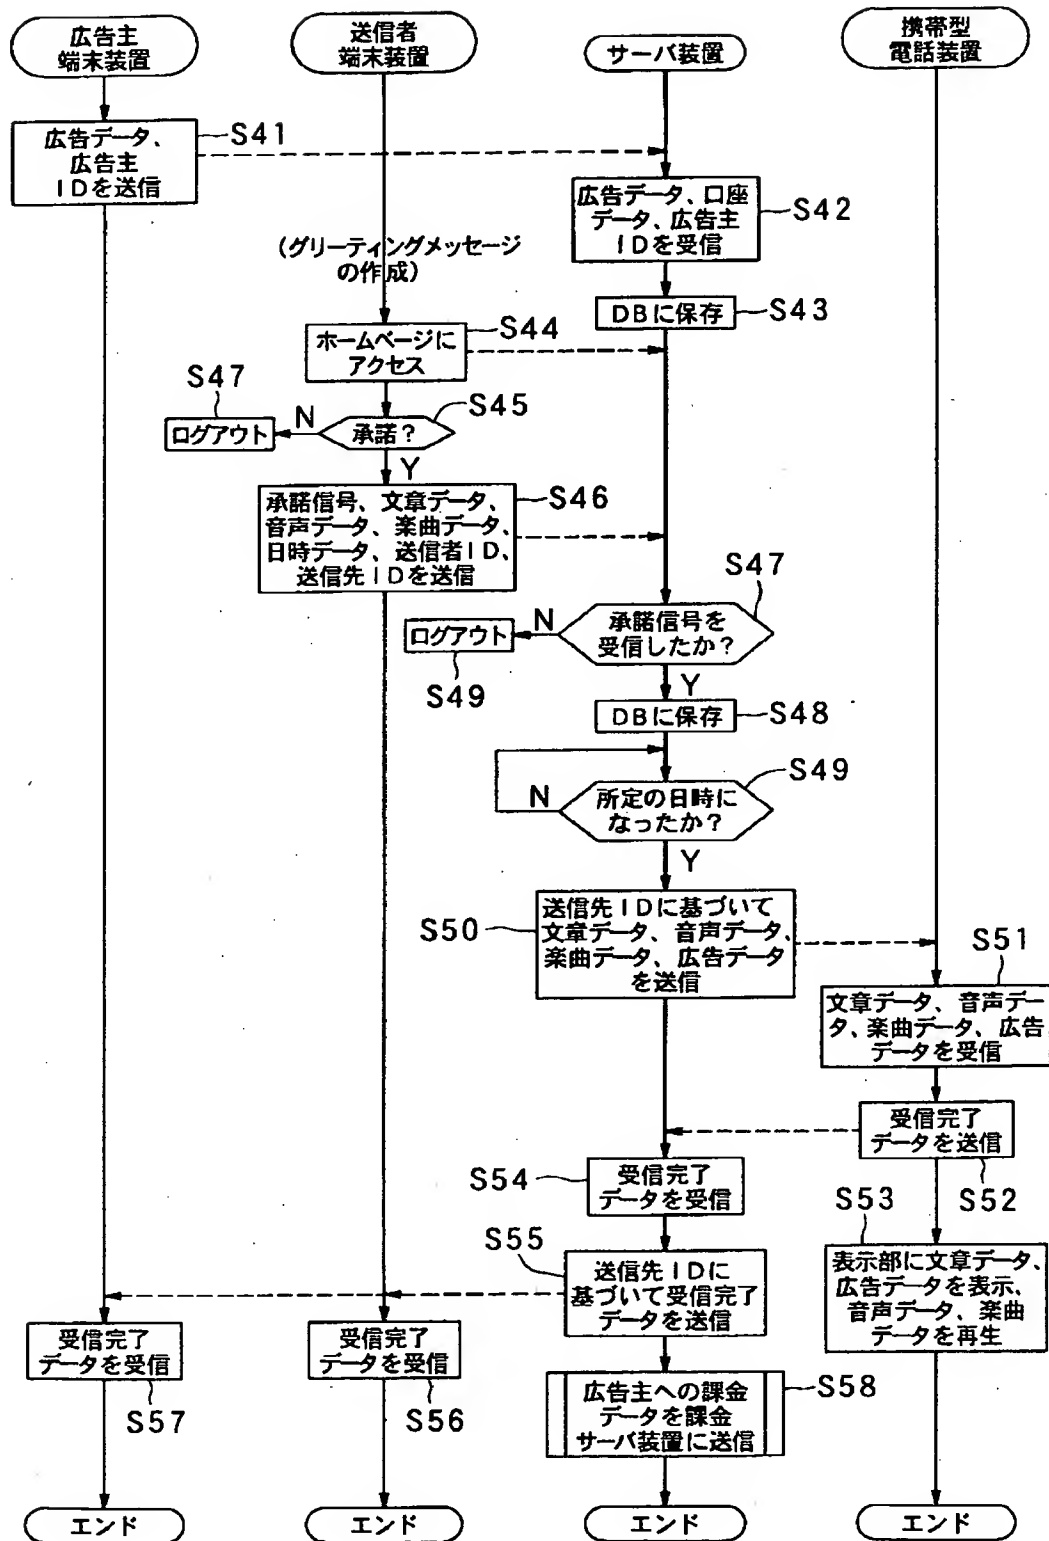 広告主
端末装置
送信者
端末装置
サーバ装置
携帯型
電話装置
広告データ、
広告主
IDを送信
S41
広告データ、口座
データ、広告主
IDを受信
S42
(グリーティングメッセージ
の作成)
DBに保存
S43
ホームページに
アクセス
S44
S47
ログアウト
N
承諾?
S45
Y
承諾信号、文章データ、
音声データ、楽曲データ、
日時データ、送信者ID、
送信先IDを送信
S46
S47
承諾信号を
受信したか?
N
ログアウト
S49
Y
DBに保存
S48
S49
所定の日時に
なったか?
N
Y
S50
送信先IDに基づいて
文章データ、音声データ、
楽曲データ、広告データ
を送信
S51
文章データ、音声デー
タ、楽曲データ、広告
データを受信
受信完了
データを送信
S52
S54
受信完了
データを受信
S53
表示部に文章データ、
広告データを表示、
音声データ、楽曲
データを再生
S55
送信先IDに
基づいて受信完了
データを送信
受信完了
データを受信
S57
受信完了
データを受信
S56
広告主への課金
データを課金
サーバ装置に送信
S58
エンド
エンド
エンド
エンド